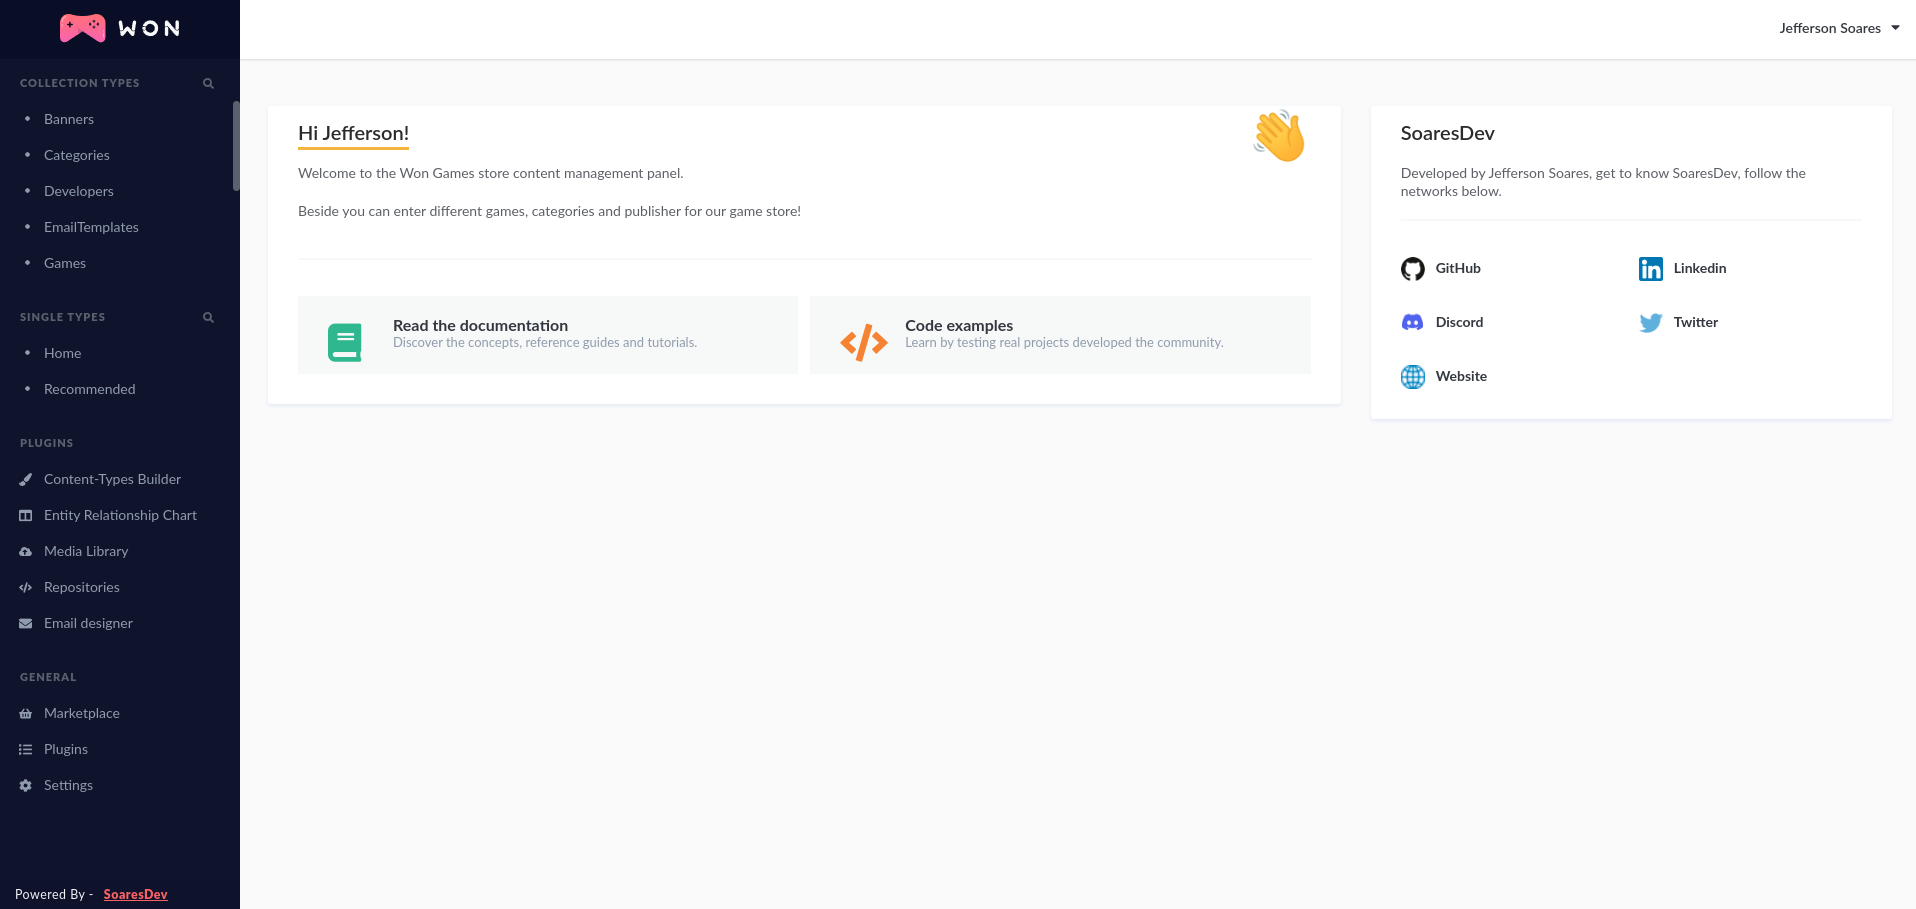 WON
COLLECTION TYPES
Banners
Categories
Developers
EmailTemplates
Games
SINGLE TYPES
Home
Recommended
PLUGINS
Content-Types Builder
Entity Relationship Chart
Media Library
Repositories
Email designer
GENERAL
Marketplace
Plugins
Settings
Powered By - SoaresDev
Jefferson Soares
Hi Jefferson!
Welcome to the Won Games store content management panel.
Beside you can enter different games, categories and publisher for our game store!
Read the documentation
Discover the concepts, reference guides and tutorials.
Code examples
Learn by testing real projects developed the community.
SoaresDev
Developed by Jefferson Soares, get to know SoaresDev, follow the
networks below.
GitHub
Linkedin
Discord
Twitter
Website